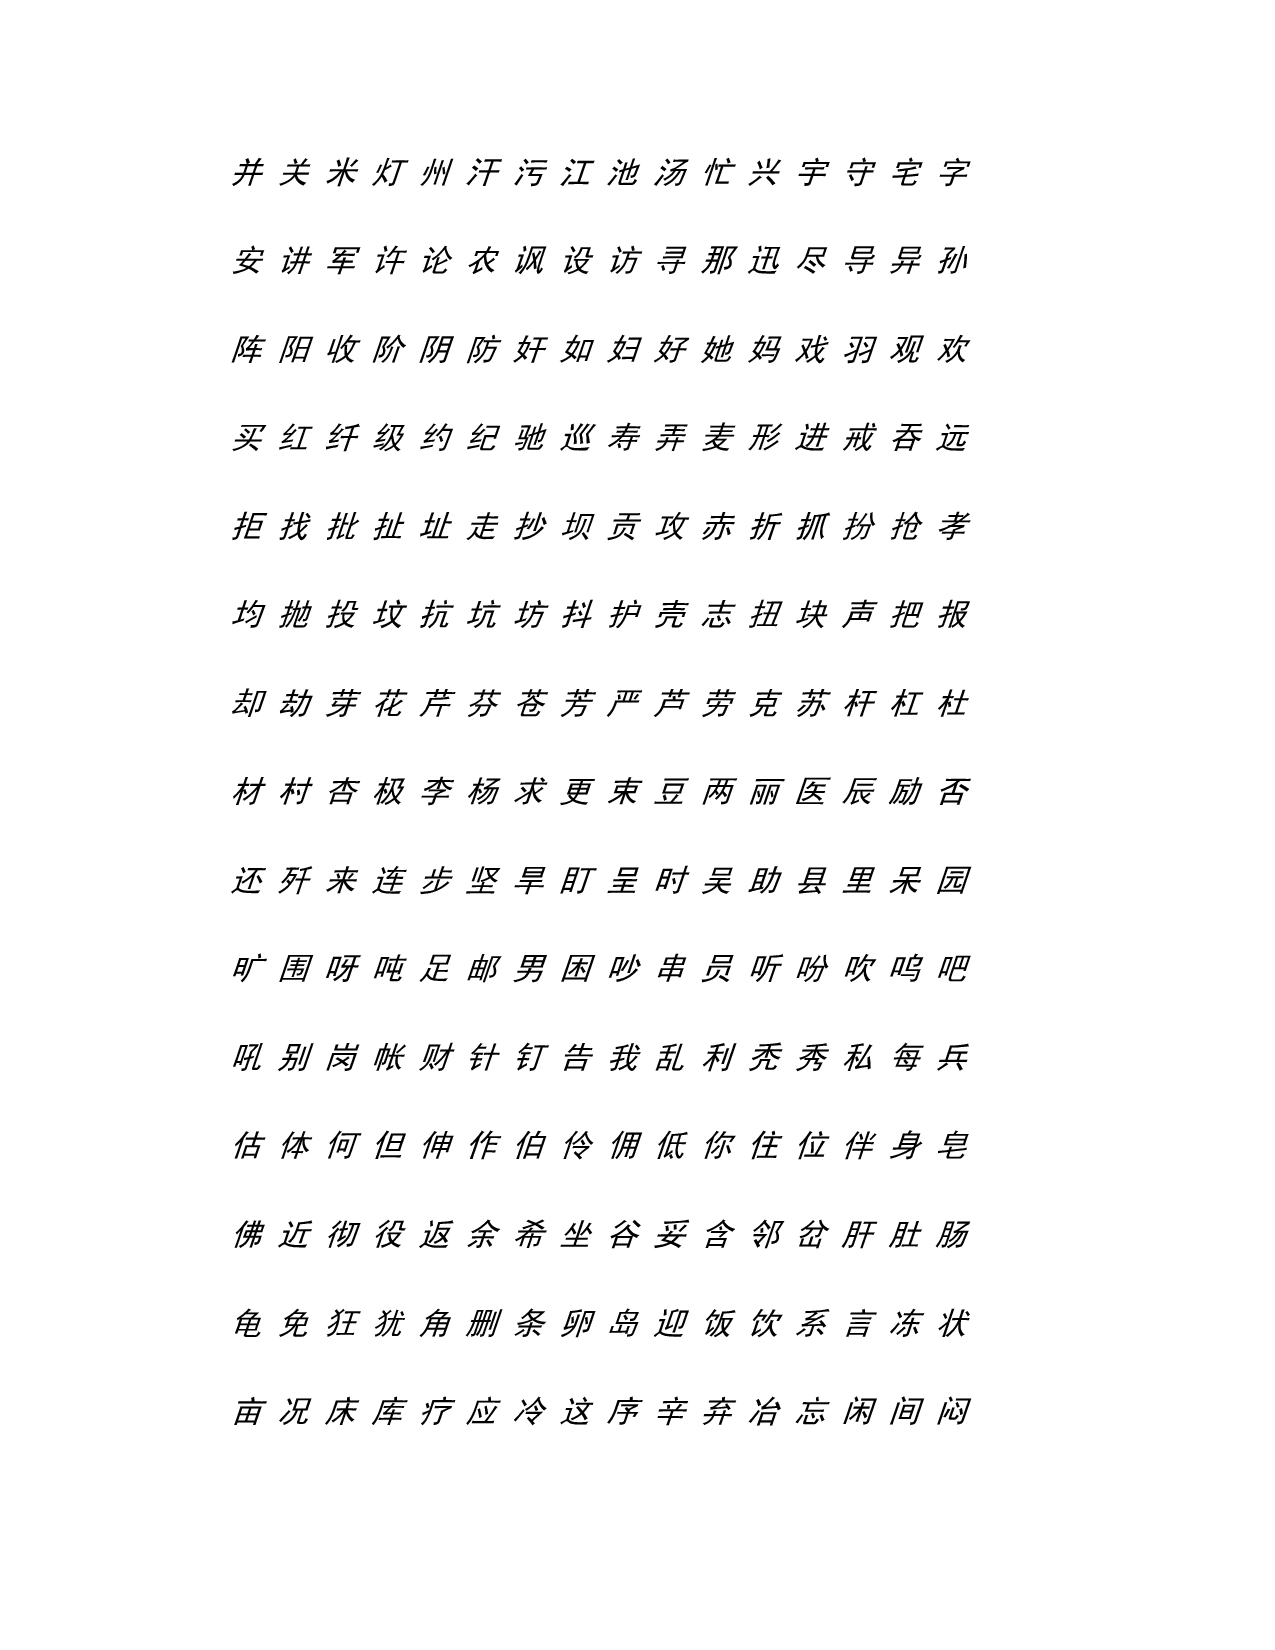 并 关 米 灯 州 汗 污 江 池 汤 忙 兴 宇 守 宅 字
安 讲 军 许 论 农 讽 设 访 寻 那 迅 尽 导 异 孙
阵 阳 收 阶 阴 防 奸 如 妇 好 她 妈 戏 羽 观 欢
买 红 纤 级 约 纪 驰 巡 寿 弄 麦 形 进 戒 吞 远
拒 找 批 扯 址 走 抄 坝 贡 攻 赤 折 抓 扮 抢 孝
均 抛 投 坟 抗 坑 坊 抖 护 壳 志 扭 块 声 把 报
却 劫 芽 花 芹 芬 苍 芳 严 芦 劳 克 苏 杆 杠 杜
材 村 杏 极 李 杨 求 更 束 豆 两 丽 医 辰 励 否
还 歼 来 连 步 坚 旱 盯 呈 时 吴 助 县 里 呆 园
旷 围 呀 吨 足 邮 男 困 吵 串 员 听 吩 吹 呜 吧
吼 别 岗 帐 财 针 钉 告 我 乱 利 秃 秀 私 每 兵
估 体 何 但 伸 作 伯 伶 佣 低 你 住 位 伴 身 皂
佛 近 彻 役 返 余 希 坐 谷 妥 含 邻 岔 肝 肚 肠
龟 免 狂 犹 角 删 条 卵 岛 迎 饭 饮 系 言 冻 状
亩 况 床 库 疗 应 冷 这 序 辛 弃 冶 忘 闲 间 闷